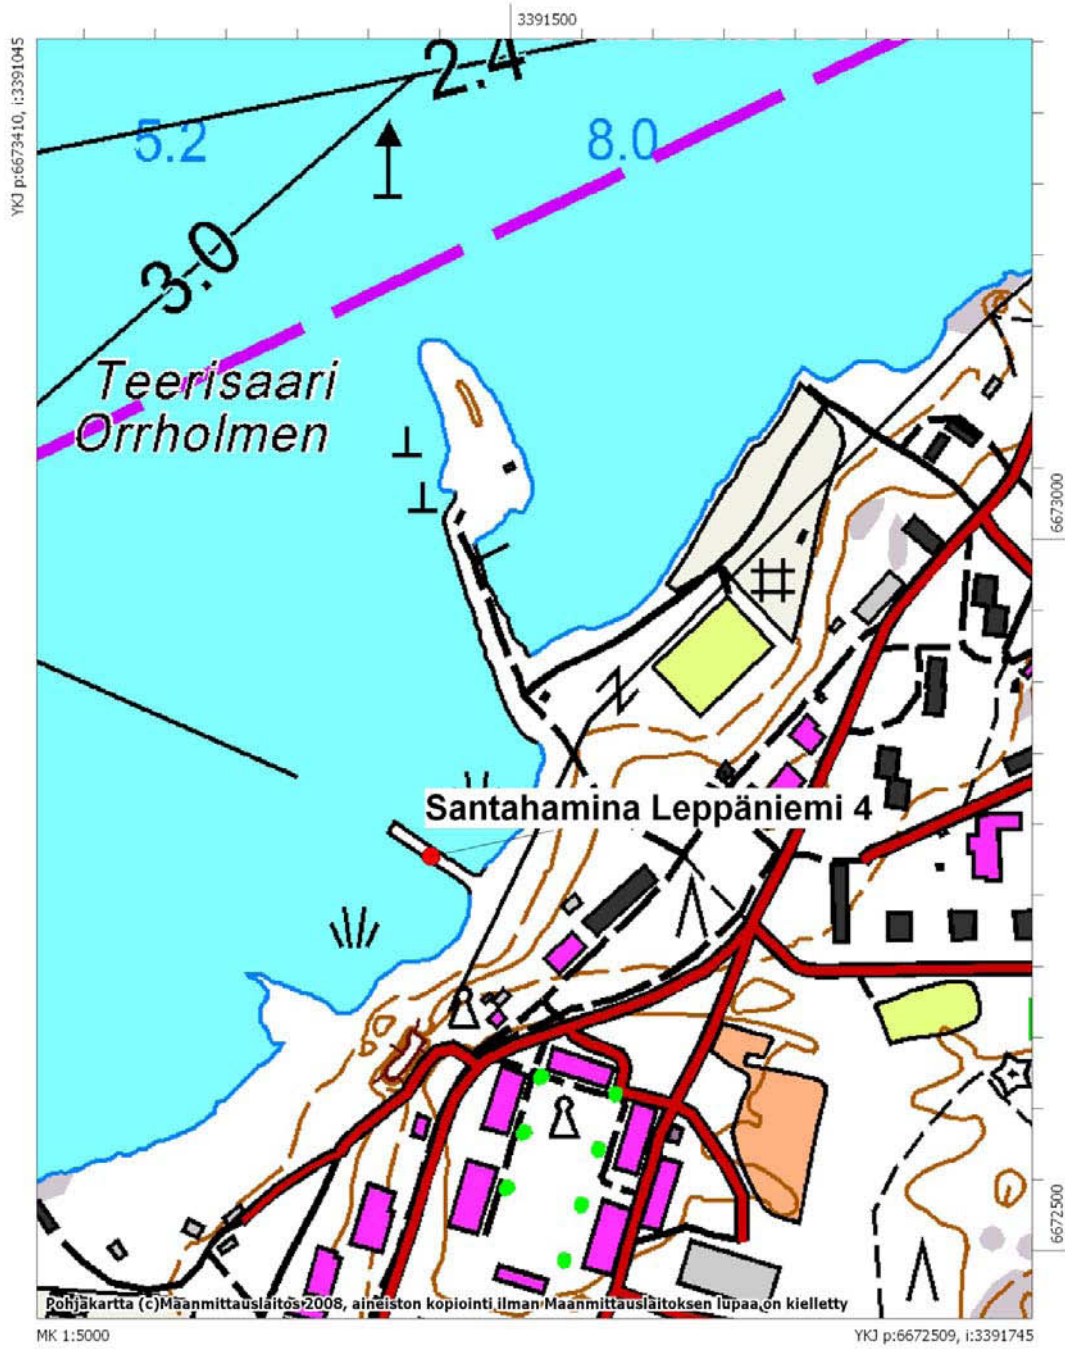 3391500
YKJ p:6673410, i:3391045
2.4
5.2
8.0
3.0
Teerisaari
Orrholmen
6673000
Santahamina Leppäniemi 4
6672500
Pohjakartta (c)Maanmittauslaitos 2008, aineiston kopiointi ilman Maanmittauslaitoksen lupaa on kielletty
MK 1:5000
YKJ p:6672509, i:3391745